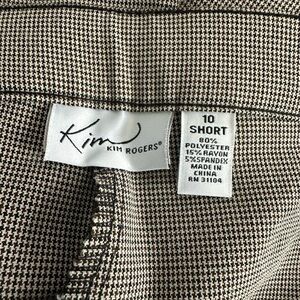 Kim
KIM ROGERS®
10
SHORT
80%
POLYESTER
15% RAYON
5% SPANDEX
MADE IN
CHINA
RN 31104